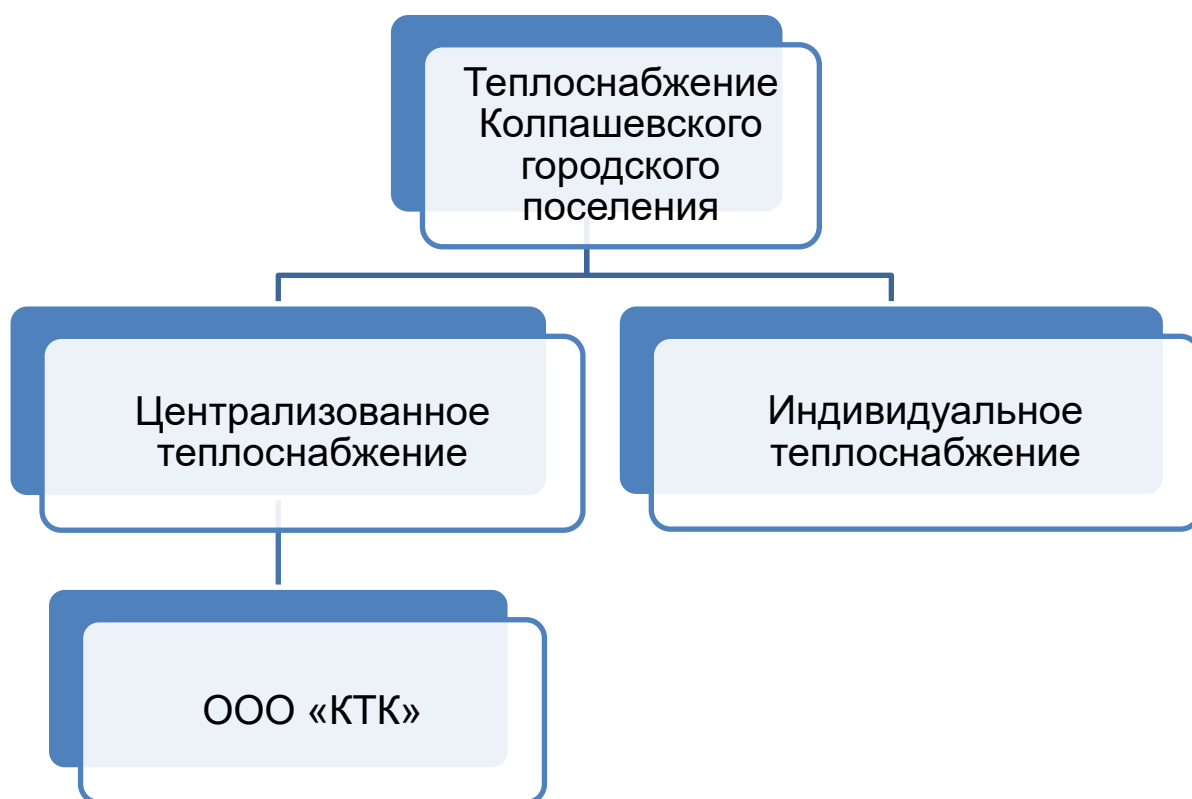 Теплоснабжение
Колпашевского
городского
поселения
Централизованное
теплоснабжение
Индивидуальное
теплоснабжение
ООО «КТК»